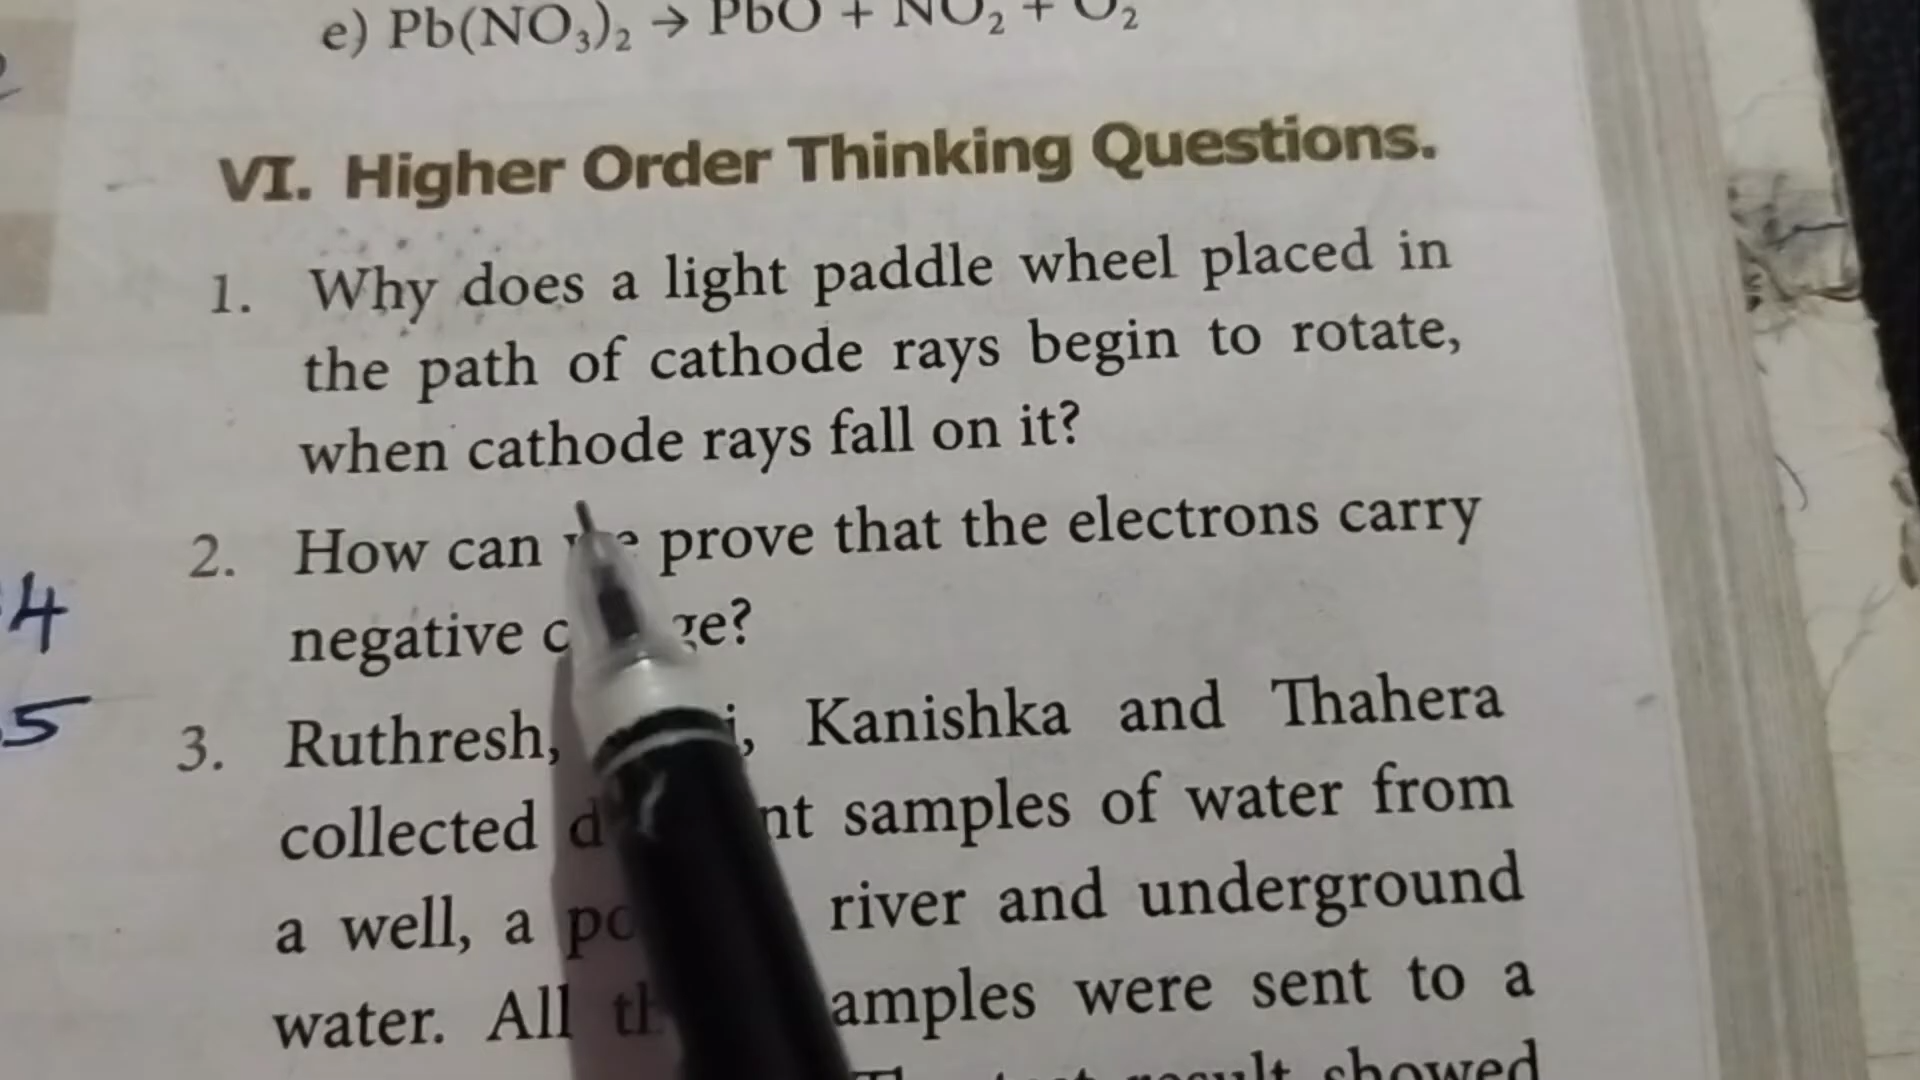 e) Pb(NO₃)₂ → PbO + NO₂ + O₂
VI. Higher Order Thinking Questions.
1. Why does a light paddle wheel placed in
the path of cathode rays begin to rotate,
when cathode rays fall on it?
2. How can prove that the electrons carry
negative
3. Ruthresh, Kanishka and Thahera
collected samples of water from
a well, a river and underground
water. All were sent to a
result showed
4
5